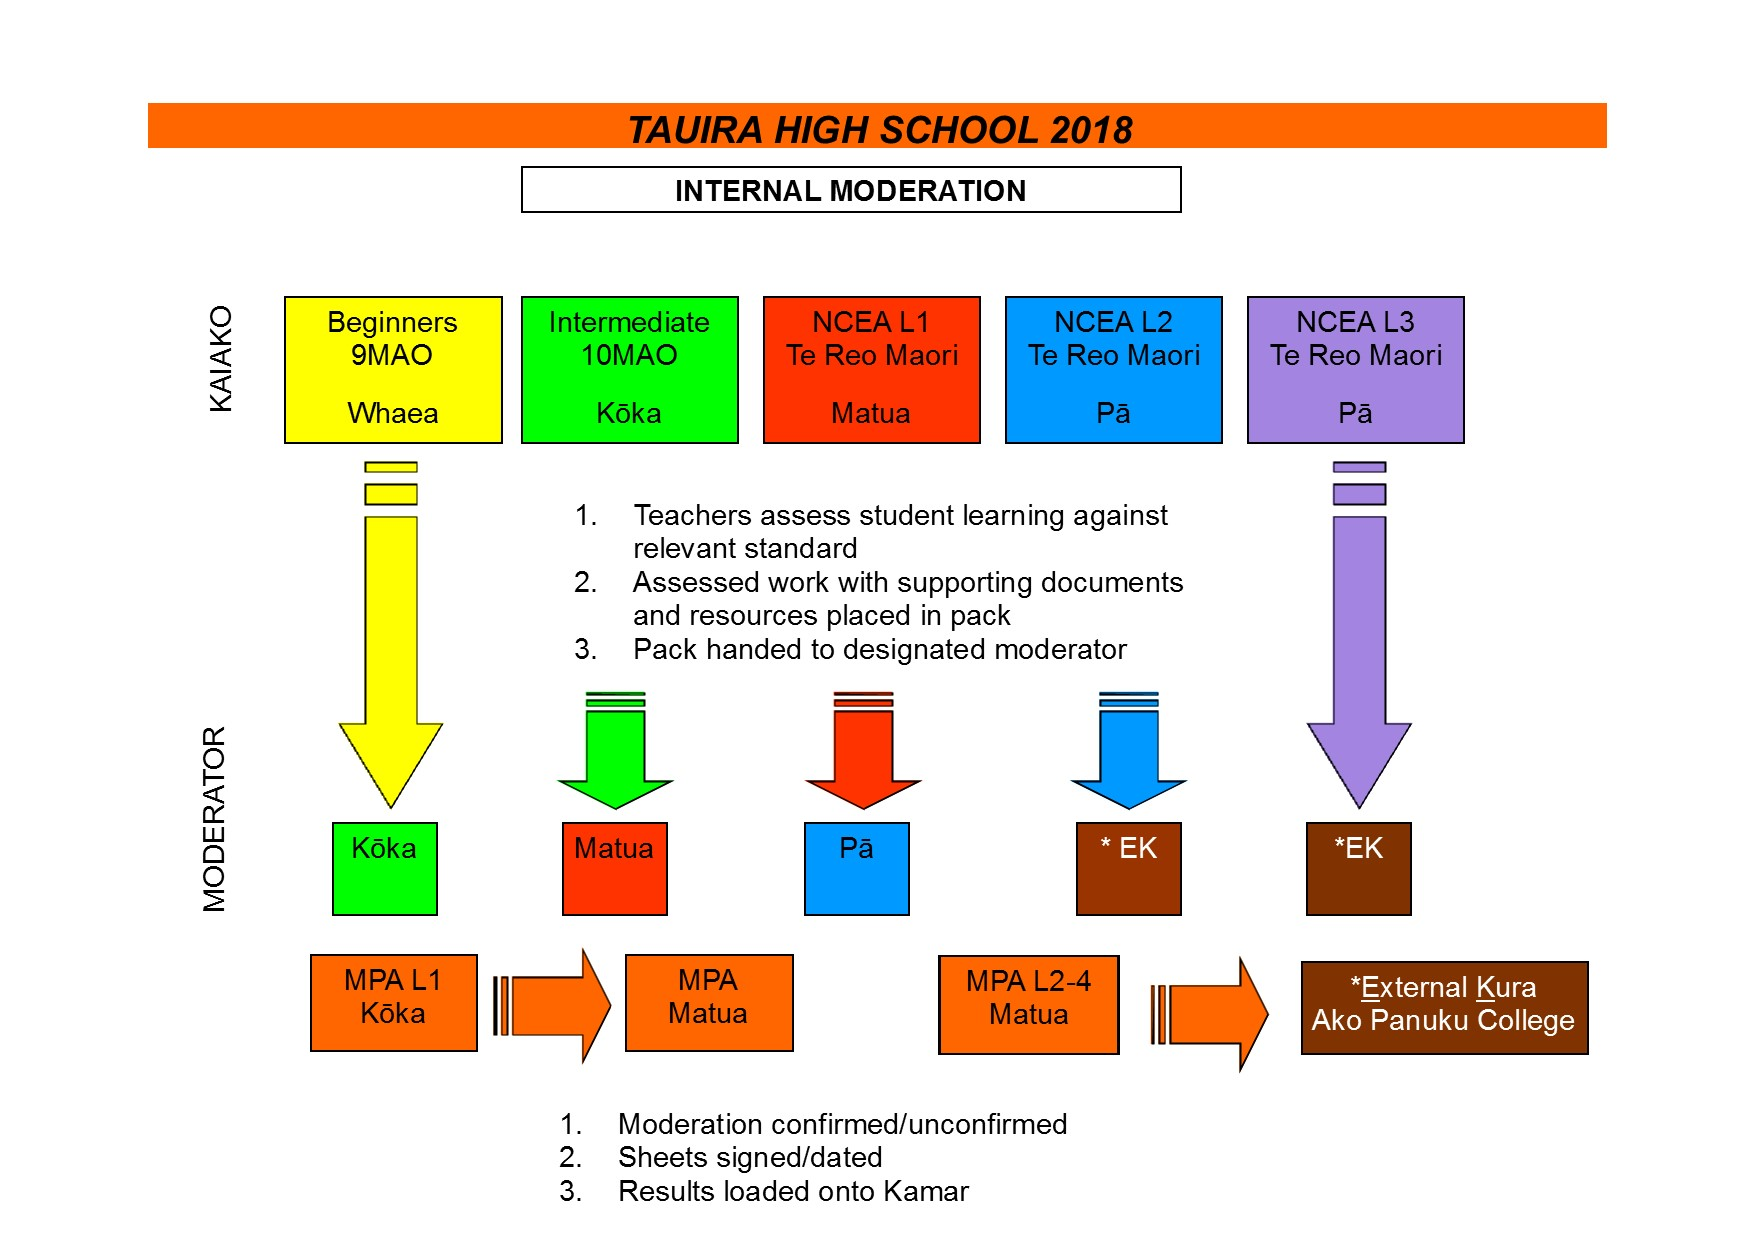 TAUIRA HIGH SCHOOL 2018
INTERNAL MODERATION
KAIAKO
Beginners
9MAO
Whaea
Intermediate
10MAO
Kōka
NCEA L1
Te Reo Maori
Matua
NCEA L2
Te Reo Maori
Pā
NCEA L3
Te Reo Maori
Pā
1. Teachers assess student learning against
relevant standard
2. Assessed work with supporting documents
and resources placed in pack
3. Pack handed to designated moderator
MODERATOR
Kōka
Matua
Pā
* EK
*EK
MPA L1
Kōka
MPA
Matua
MPA L2-4
Matua
*External Kura
Ako Panuku College
1. Moderation confirmed/unconfirmed
2. Sheets signed/dated
3. Results loaded onto Kamar